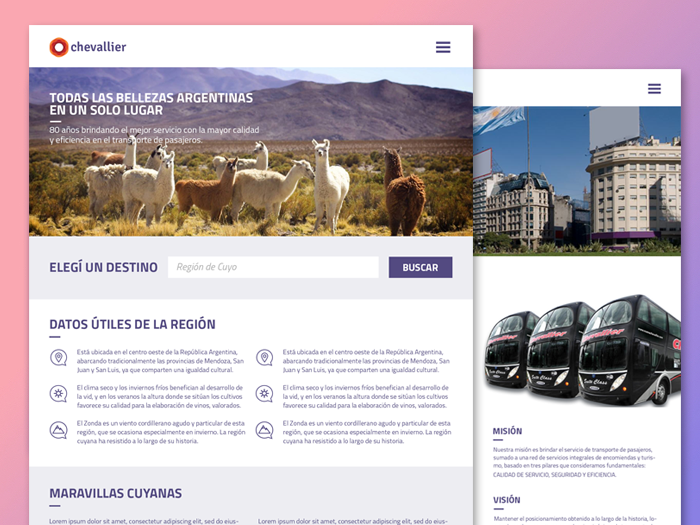 chevallier
TODAS LAS BELLEZAS ARGENTINAS
EN UN SOLO LUGAR
80 años brindando el mejor servicio con la mayor calidad
y eficiencia en el transporte de pasajeros.
ELEGÍ UN DESTINO
Región de Cuyo
BUSCAR
DATOS ÚTILES DE LA REGIÓN
Está ubicada en el centro oeste de la República Argentina,
abarcando tradicionalmente las provincias de Mendoza, San
Juan y San Luis, ya que comparten una igualdad cultural.
El clima seco y los inviernos fríos benefician al desarrollo de
la vid, y en los veranos la altura donde se sitúan los cultivos
favorece su calidad para la elaboración de vinos, valorados.
El Zonda es un viento cordillerano agudo y particular de esta
región, que se ocasiona especialmente en invierno. La región
cuyana ha resistido a lo largo de su historia.
Está ubicada en el centro oeste de la República Argentina,
abarcando tradicionalmente las provincias de Mendoza, San
Juan y San Luis, ya que comparten una igualdad cultural.
El clima seco y los inviernos fríos benefician al desarrollo de
la vid, y en los veranos la altura donde se sitúan los cultivos
favorece su calidad para la elaboración de vinos, valorados.
El Zonda es un viento cordillerano agudo y particular de esta
región, que se ocasiona especialmente en invierno. La región
cuyana ha resistido a lo largo de su historia.
MARAVILLAS CUYANAS
Lorem ipsum dolor sit amet, consectetur adipiscing elit, sed do eius-
Lorem ipsum dolor sit amet, consectetur adipiscing elit, sed do eius-
Suite Class
Suite Class
Suite Class
MISIÓN
Nuestra misión es brindar el servicio de transporte de pasajeros,
sumado a una red de servicios integrales de encomiendas y turis-
mo, basado en tres pilares que consideramos fundamentales:
CALIDAD DE SERVICIO, SEGURIDAD Y EFICIENCIA.
VISIÓN
Mantener el posicionamiento obtenido a lo largo de la historia, lo-